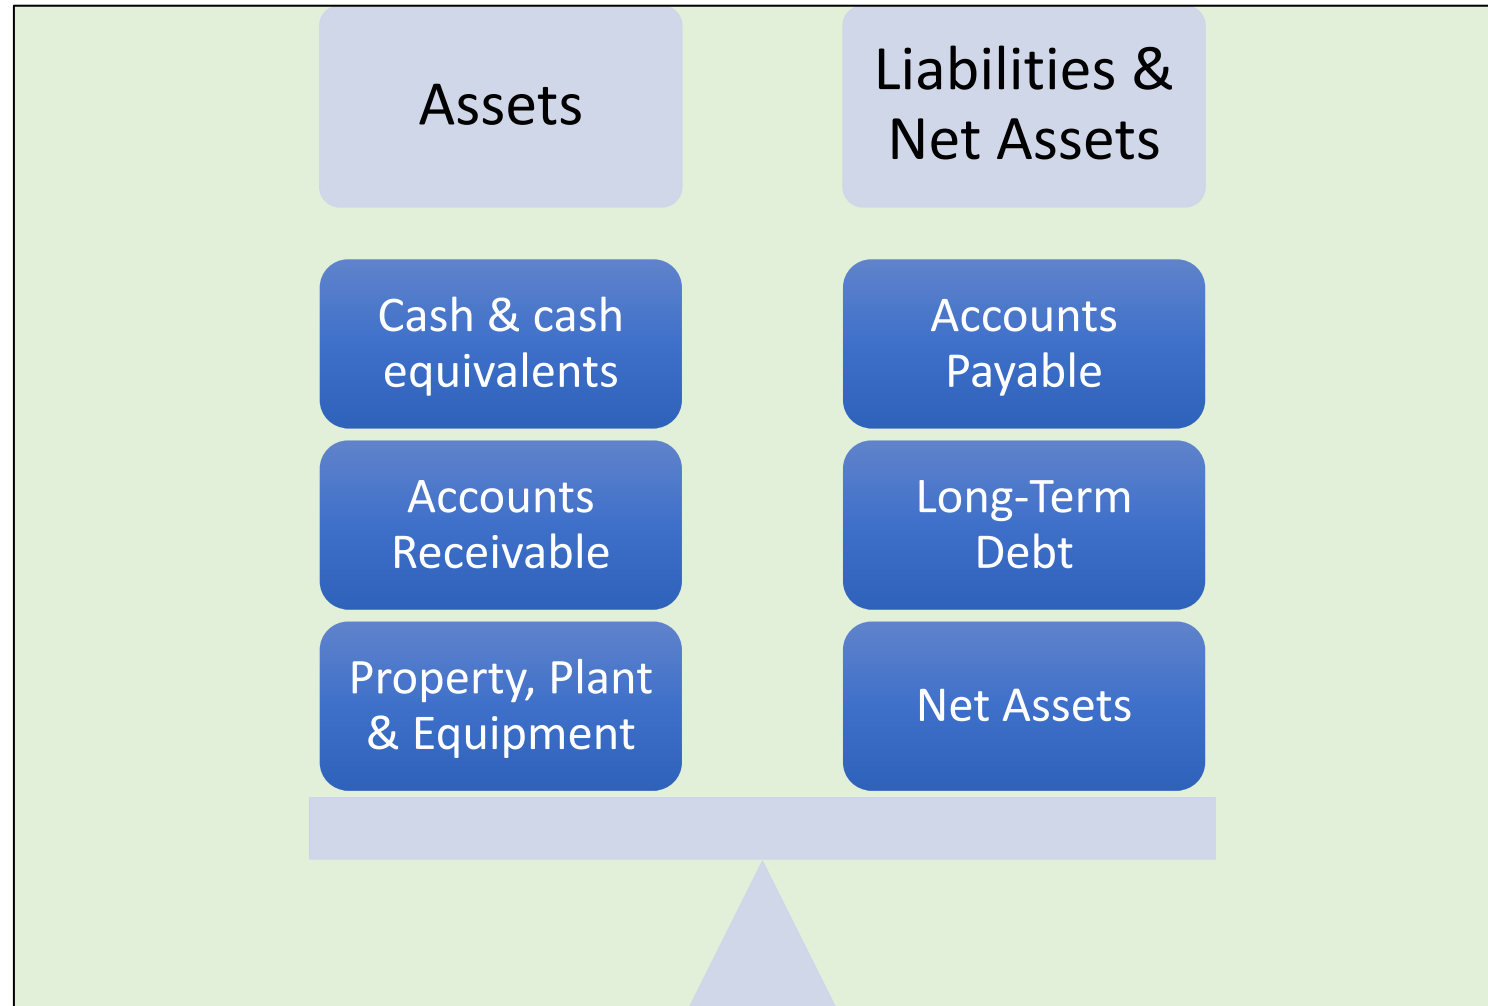 Assets
Liabilities &
Net Assets
Cash & cash
equivalents
Accounts
Receivable
Property, Plant
& Equipment
Accounts
Payable
Long-Term
Debt
Net Assets